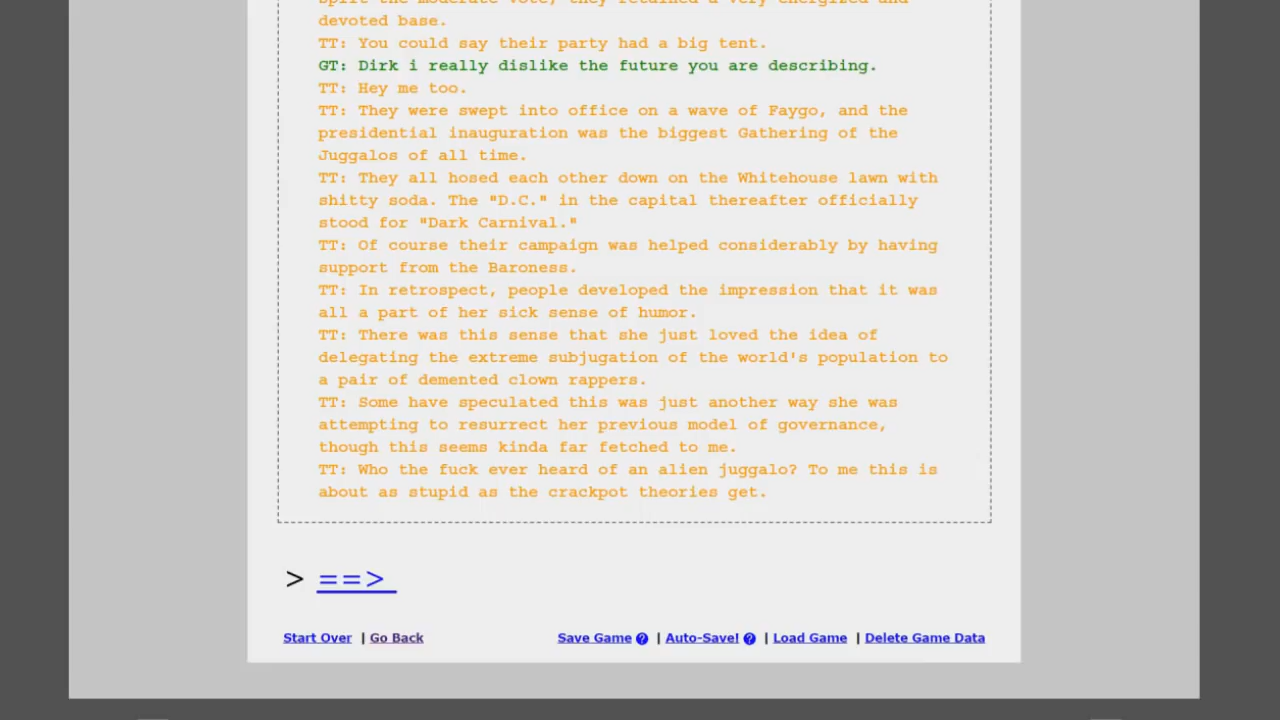 split the moderate vote, they retained a very energized and
devoted base.
TT: You could say their party had a big tent.
GT: Dirk i really dislike the future you are describing.
TT: Hey me too.
TT: They were swept into office on a wave of Faygo, and the
presidential inauguration was the biggest Gathering of the
Juggalos of all time.
TT: They all hosed each other down on the Whitehouse lawn with
shitty soda. The "D.C." in the capital thereafter officially
stood for "Dark Carnival."
TT: Of course their campaign was helped considerably by having
support from the Baroness.
TT: In retrospect, people developed the impression that it was
all a part of her sick sense of humor.
TT: There was this sense that she just loved the idea of
delegating the extreme subjugation of the world's population to
a pair of demented clown rappers.
TT: Some have speculated this was just another way she was
attempting to resurrect her previous model of governance,
though this seems kinda far fetched to me.
TT: Who the fuck ever heard of an alien juggalo? To me this is
about as stupid as the crackpot theories get.
> ==>
Start Over | Go Back Save Game ? | Auto-Save! ? | Load Game | Delete Game Data